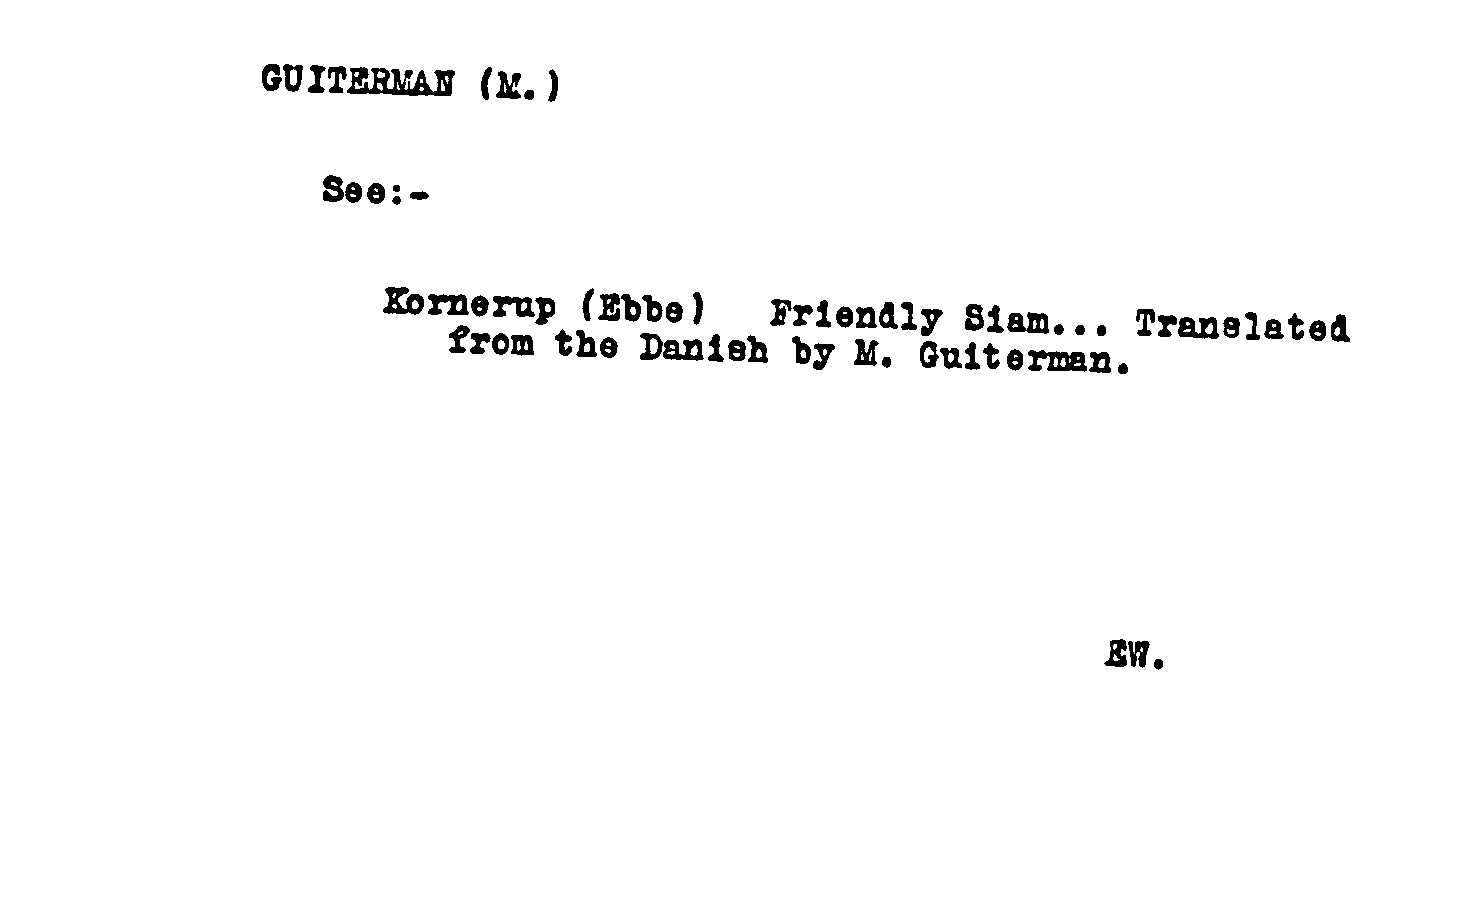 GUITERMAN (M.)
See:-
Kornerup (Ebbe) Friendly Siam... Translated
from the Danish by M. Guiterman.
EW.